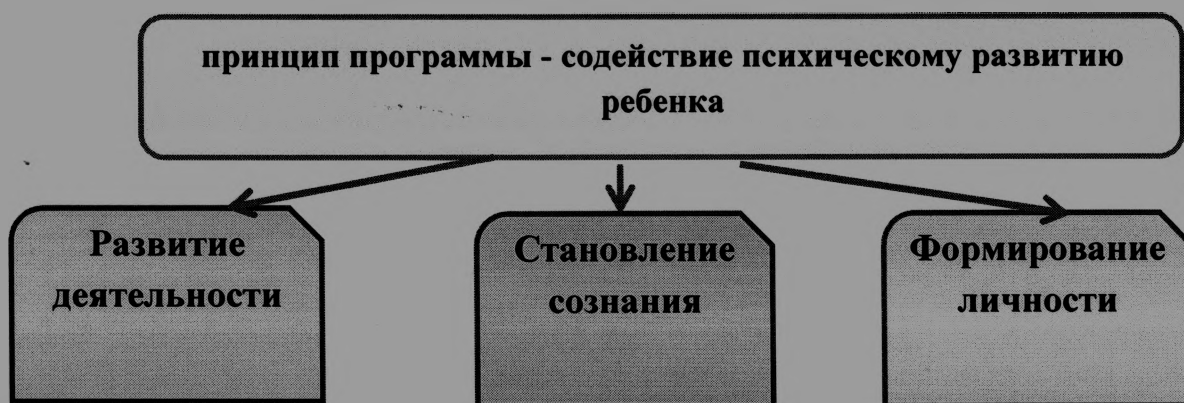 принцип программы - содействие психическому развитию
ребенка
Развитие
деятельности
Становление
сознания
Формирование
личности